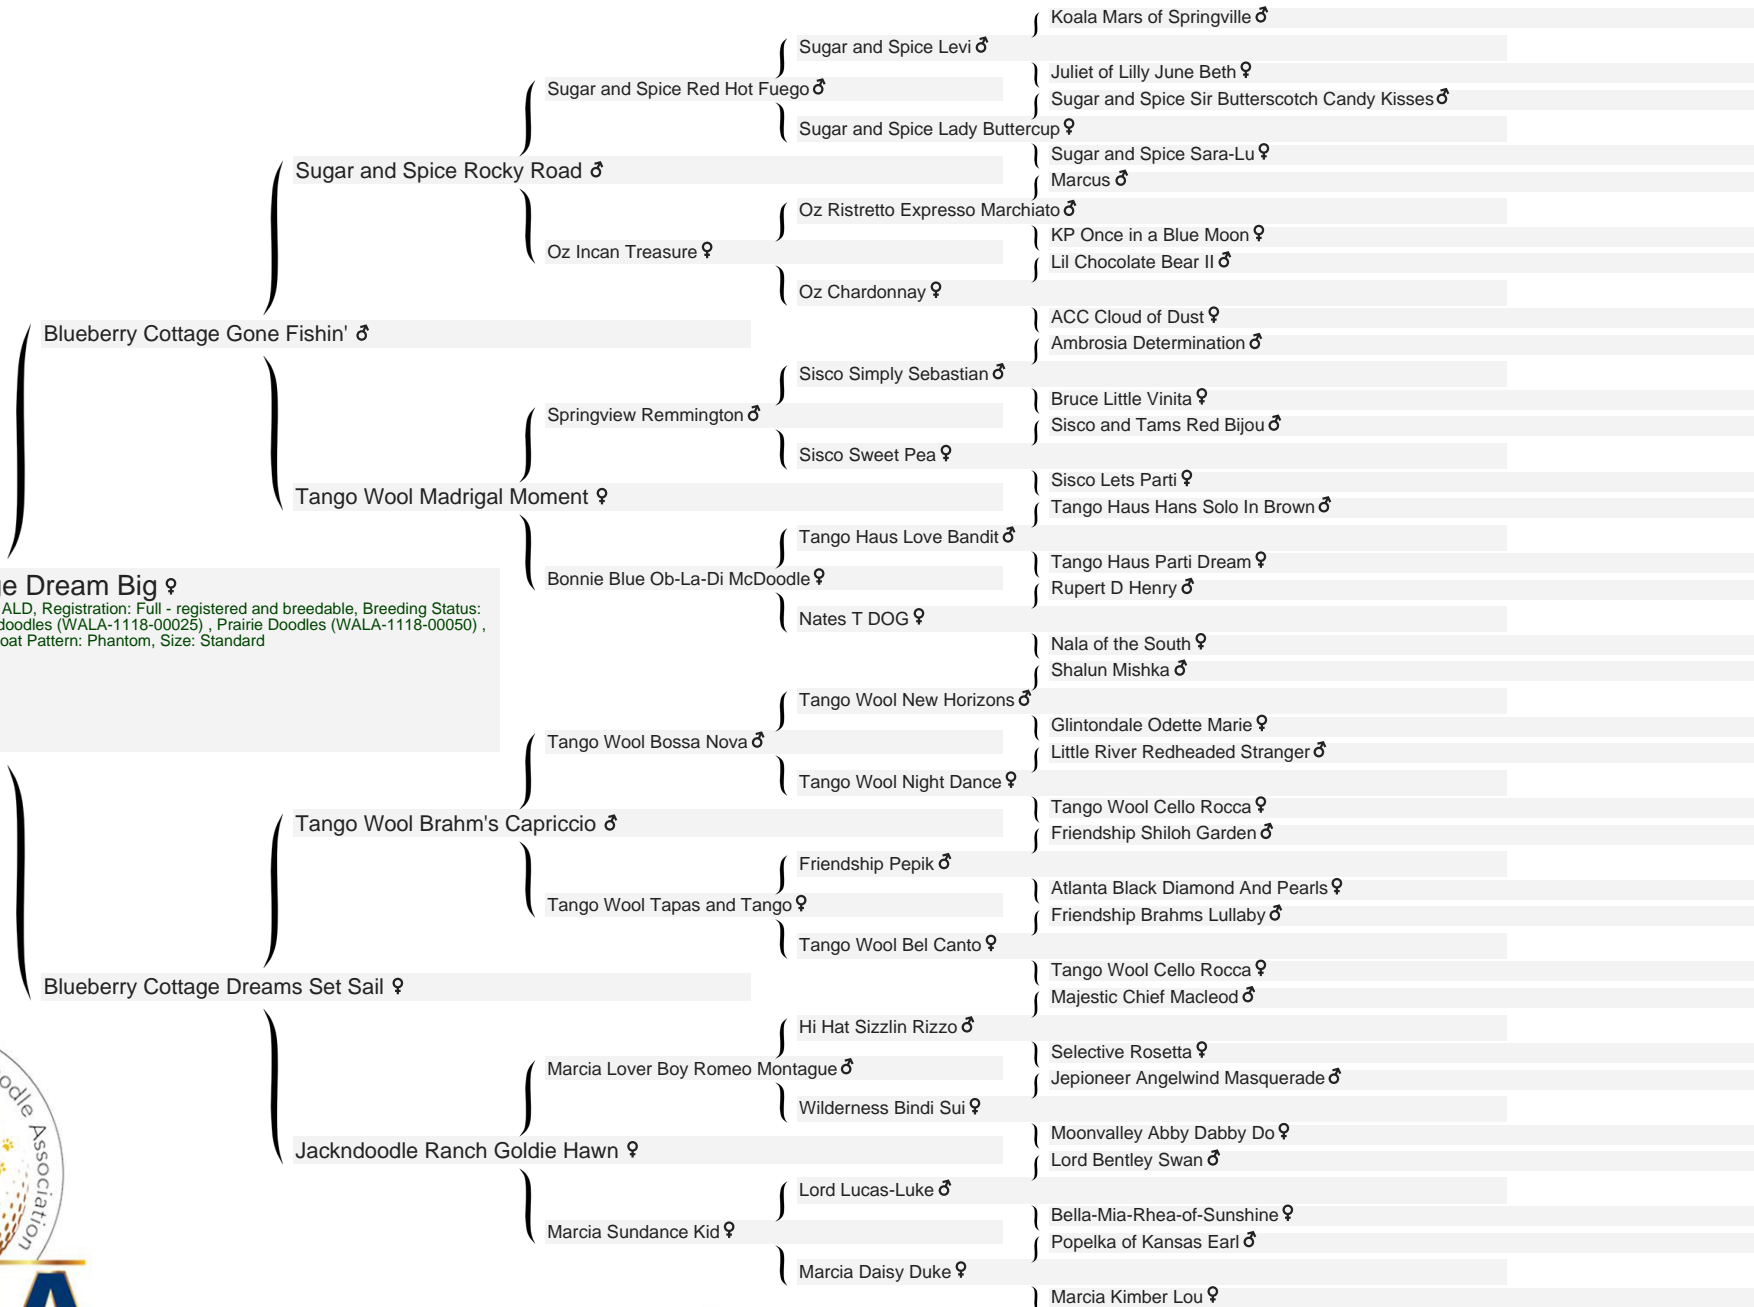 Koala Mars of Springville ♂
Sugar and Spice Levi ♂
Juliet of Lilly June Beth ♀
Sugar and Spice Red Hot Fuego ♂
Sugar and Spice Sir Butterscotch Candy Kisses ♂
Sugar and Spice Lady Buttercup ♀
Sugar and Spice Sara-Lu ♀
Sugar and Spice Rocky Road ♂
Marcus ♂
Oz Ristretto Expresso Marchiato ♂
KP Once in a Blue Moon ♀
Oz Incan Treasure ♀
Lil Chocolate Bear II ♂
Oz Chardonnay ♀
ACC Cloud of Dust ♀
Blueberry Cottage Gone Fishin' ♂
Ambrosia Determination ♂
Sisco Simply Sebastian ♂
Bruce Little Vinita ♀
Springview Remmington ♂
Sisco and Tams Red Bijou ♂
Sisco Sweet Pea ♀
Sisco Lets Parti ♀
Tango Wool Madrigal Moment ♀
Tango Haus Hans Solo In Brown ♂
Tango Haus Love Bandit ♂
Tango Haus Parti Dream ♀
Bonnie Blue Ob-La-Di McDoodle ♀
Rupert D Henry ♂
Nates T DOG ♀
Nala of the South ♀
e Dream Big ♀
ALD, Registration: Full - registered and breedable, Breeding Status:
doodles (WALA-1118-00025) , Prairie Doodles (WALA-1118-00050) ,
oat Pattern: Phantom, Size: Standard
Shalun Mishka ♂
Tango Wool New Horizons ♂
Glintondale Odette Marie ♀
Tango Wool Bossa Nova ♂
Little River Redheaded Stranger ♂
Tango Wool Night Dance ♀
Tango Wool Cello Rocca ♀
Tango Wool Brahm's Capriccio ♂
Friendship Shiloh Garden ♂
Friendship Pepik ♂
Atlanta Black Diamond And Pearls ♀
Tango Wool Tapas and Tango ♀
Friendship Brahms Lullaby ♂
Tango Wool Bel Canto ♀
Tango Wool Cello Rocca ♀
Blueberry Cottage Dreams Set Sail ♀
Majestic Chief Macleod ♂
Hi Hat Sizzlin Rizzo ♂
Selective Rosetta ♀
Marcia Lover Boy Romeo Montague ♂
Jepioneer Angelwind Masquerade ♂
Wilderness Bindi Sui ♀
Moonvalley Abby Dabby Do ♀
Jackndoodle Ranch Goldie Hawn ♀
Lord Bentley Swan ♂
Lord Lucas-Luke ♂
Bella-Mia-Rhea-of-Sunshine ♀
Marcia Sundance Kid ♀
Popelka of Kansas Earl ♂
Marcia Daisy Duke ♀
Marcia Kimber Lou ♀
odle Association
A